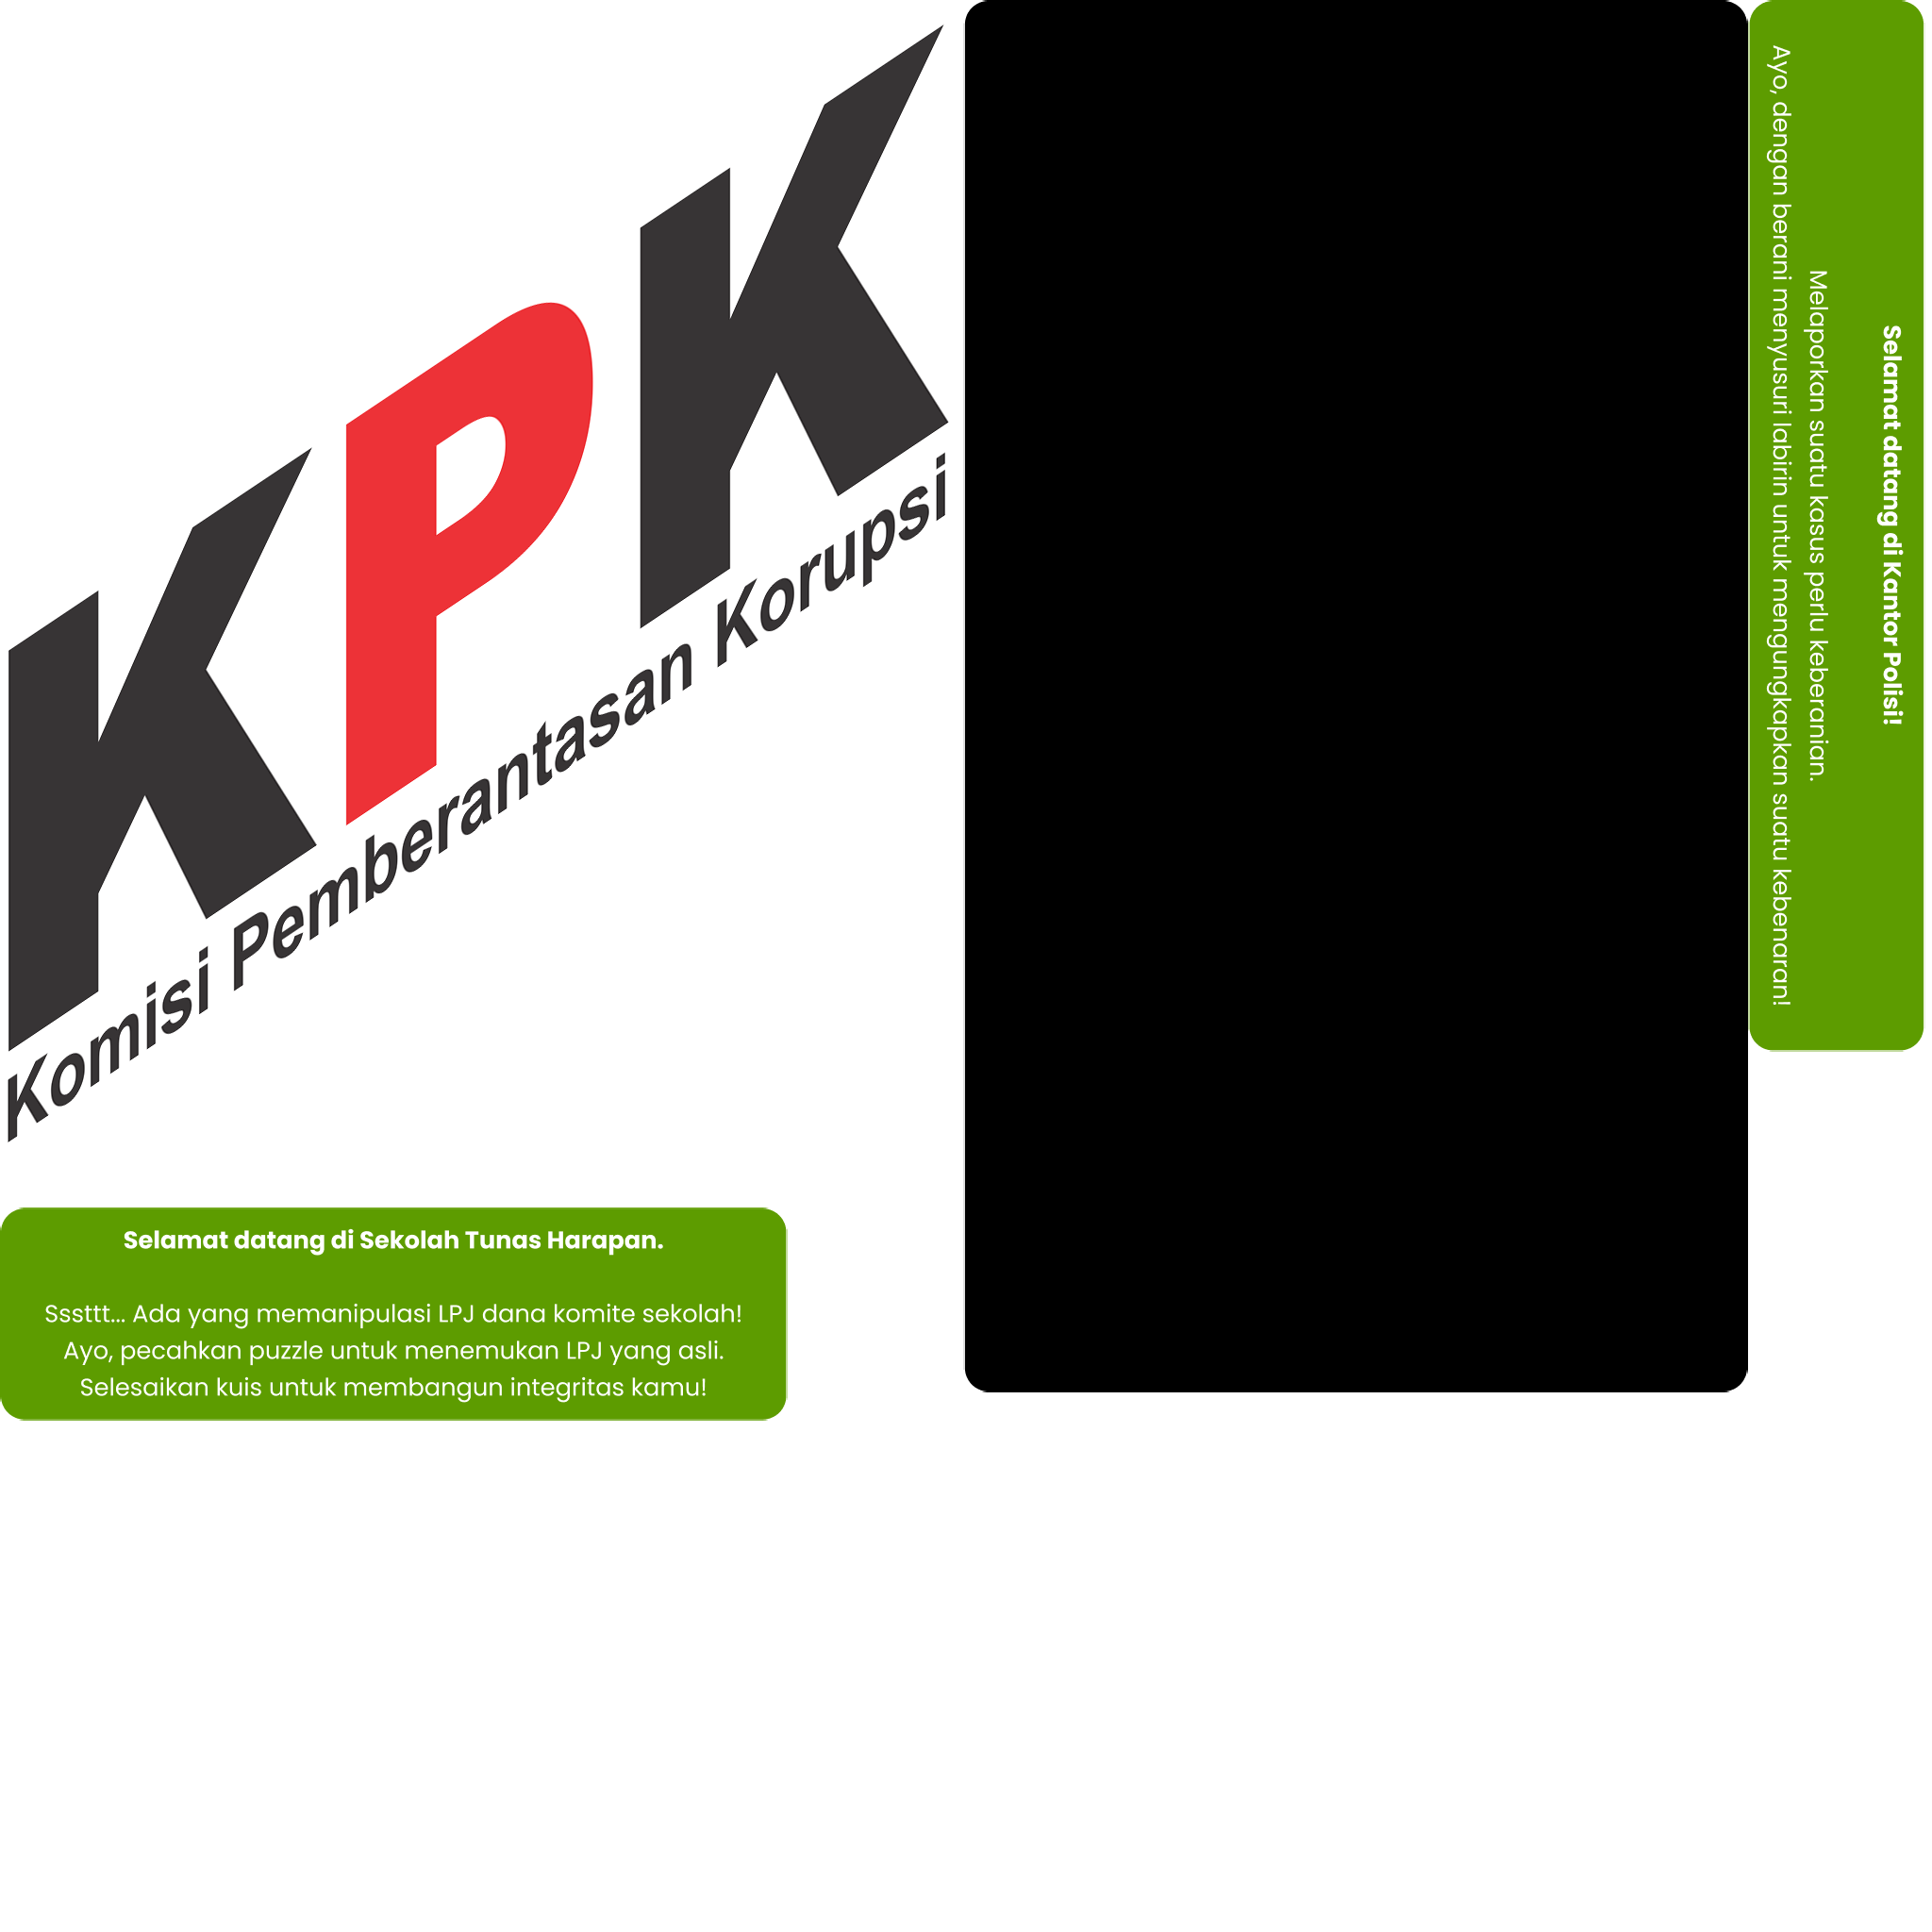 KPK
Komisi Pemberantasan Korupsi
Selamat datang di Kantor Polisi!
Melaporkan suatu kasus perlu keberanian.
Ayo, dengan berani menyusuri labirin untuk mengungkapkan suatu kebenaran!
Selamat datang di Sekolah Tunas Harapan.
Sssttt... Ada yang memanipulasi LPJ dana komite sekolah!
Ayo, pecahkan puzzle untuk menemukan LPJ yang asli.
Selesaikan kuis untuk membangun integritas kamu!